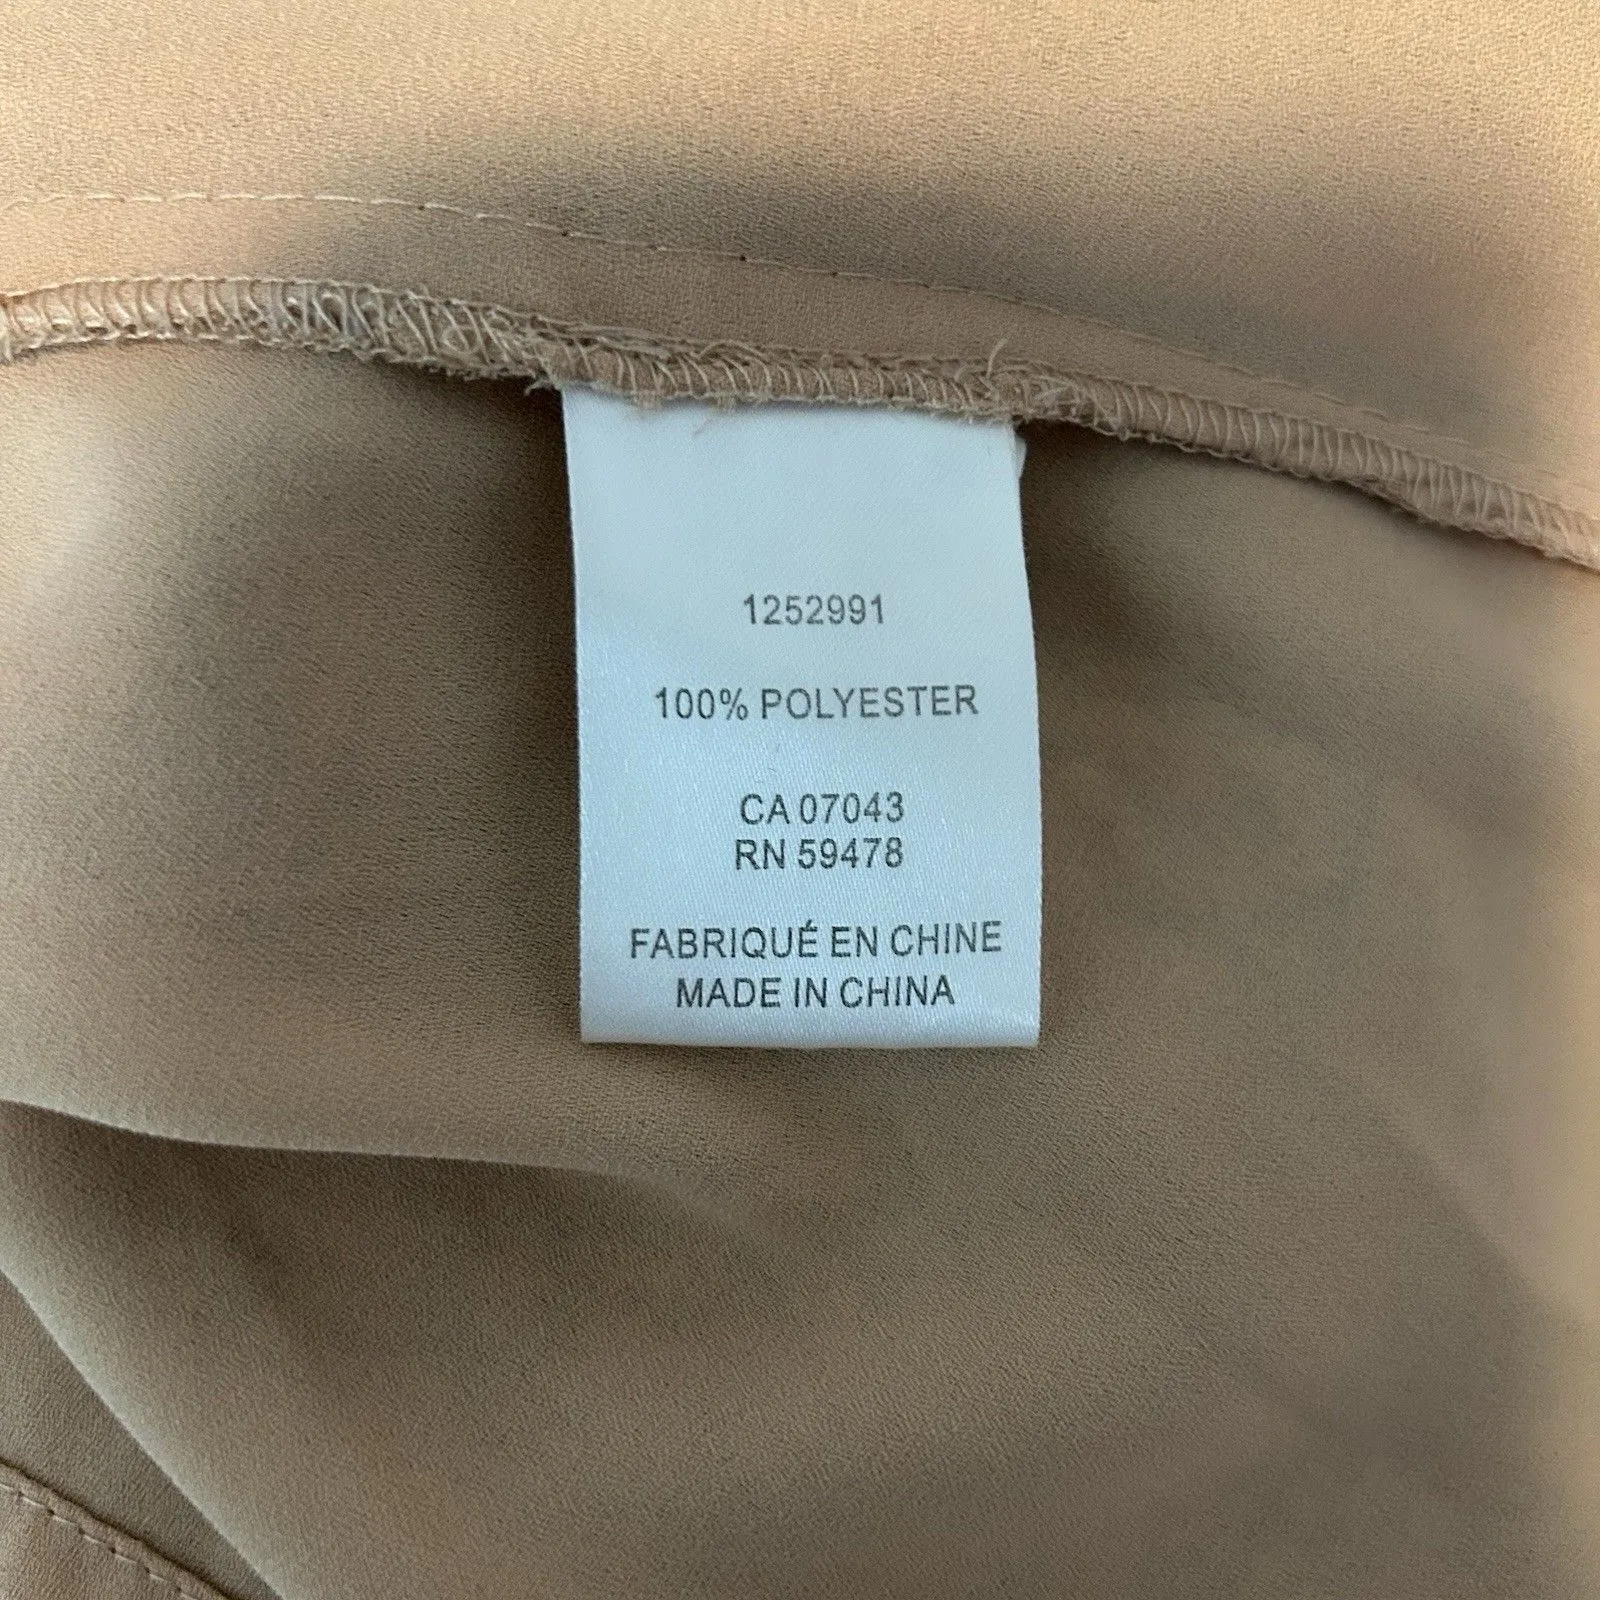 1252991
100% POLYESTER
CA 07043
RN 59478
FABRIQUÉ EN CHINE
MADE IN CHINA